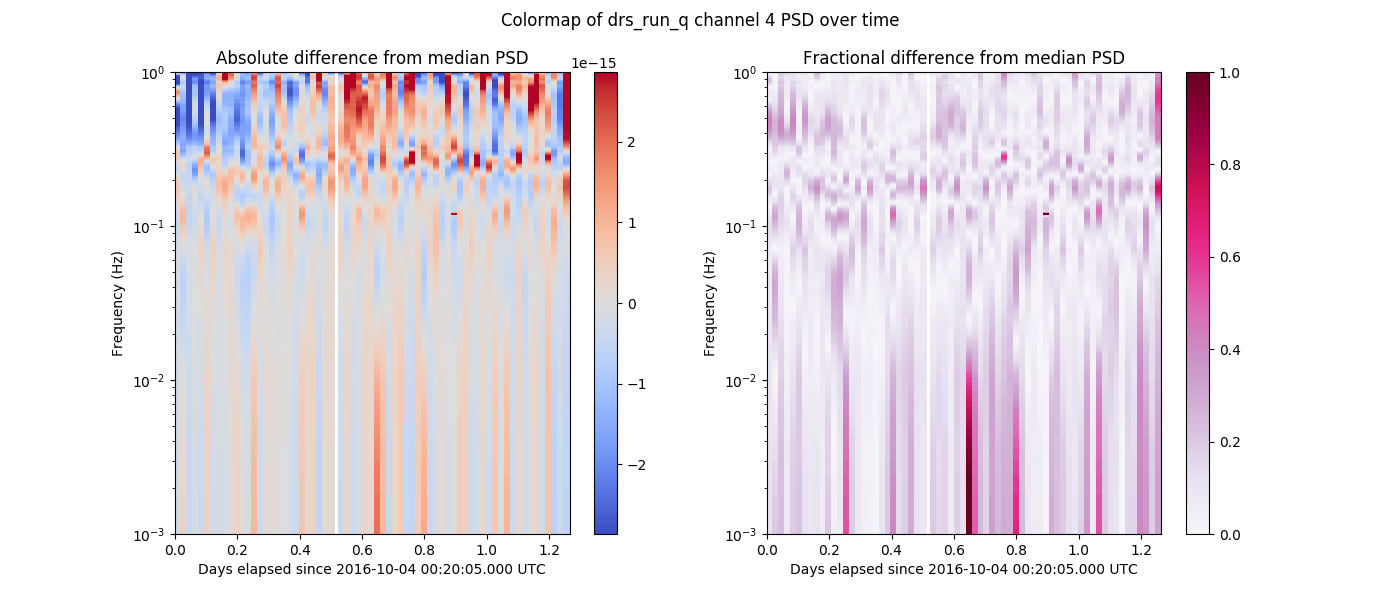 Colormap of drs_run_q channel 4 PSD over time
Absolute difference from median PSD
1e−15
10⁰
10⁻¹
10⁻²
10⁻³
Frequency (Hz)
0.0 0.2 0.4 0.6 0.8 1.0 1.2
Days elapsed since 2016-10-04 00:20:05.000 UTC
2
1
0
−1
−2
Fractional difference from median PSD
10⁰
10⁻¹
10⁻²
10⁻³
Frequency (Hz)
0.0 0.2 0.4 0.6 0.8 1.0 1.2
Days elapsed since 2016-10-04 00:20:05.000 UTC
1.0
0.8
0.6
0.4
0.2
0.0